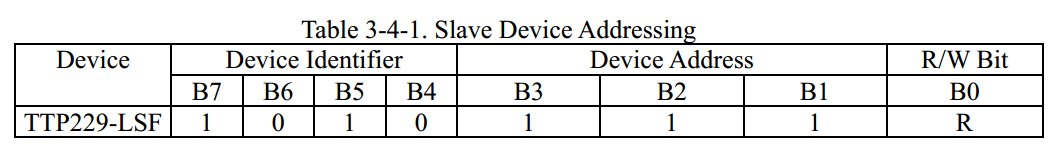 Table 3-4-1. Slave Device Addressing
Device Device Identifier Device Address R/W Bit
B7 B6 B5 B4 B3 B2 B1 B0
TTP229-LSF 1 0 1 0 1 1 1 R